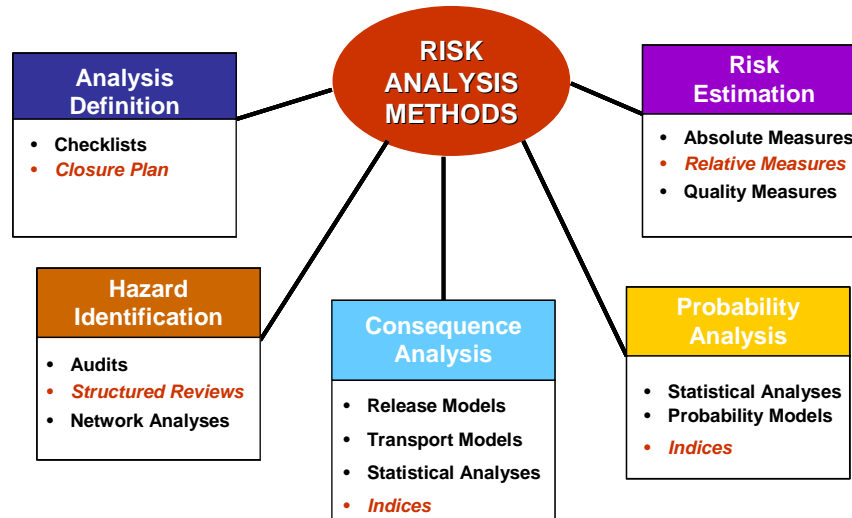 RISK
ANALYSIS
METHODS
Analysis
Definition
• Checklists
• Closure Plan
Risk
Estimation
• Absolute Measures
• Relative Measures
• Quality Measures
Hazard
Identification
• Audits
• Structured Reviews
• Network Analyses
Consequence
Analysis
• Release Models
• Transport Models
• Statistical Analyses
• Indices
Probability
Analysis
• Statistical Analyses
• Probability Models
• Indices